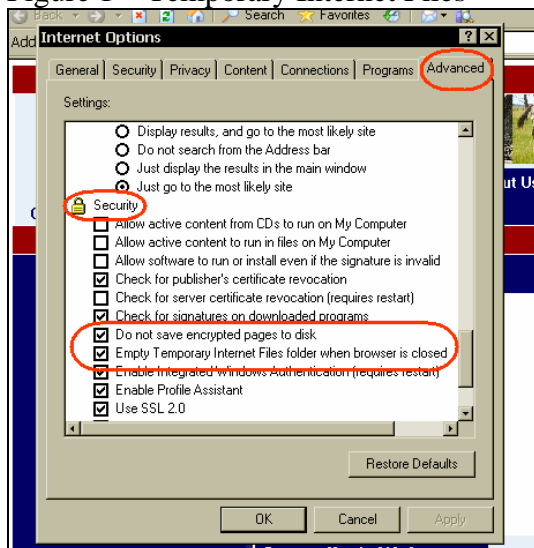 Figure 1 – Temporary Internet Files
Back Search Favorites
Add
Internet Options
General Security Privacy Content Connections Programs Advanced
Settings:
Display results, and go to the most likely site
Do not search from the Address bar
Just display the results in the main window
Just go to the most likely site
ut Us
Security
Allow active content from CDs to run on My Computer
Allow active content to run in files on My Computer
Allow software to run or install even if the signature is invalid
Check for publisher's certificate revocation
Check for server certificate revocation (requires restart)
Check for signatures on downloaded programs
Do not save encrypted pages to disk
Empty Temporary Internet Files folder when browser is closed
Enable Integrated Windows Authentication (requires restart)
Enable Profile Assistant
Use SSL 2.0
Restore Defaults
OK Cancel Apply